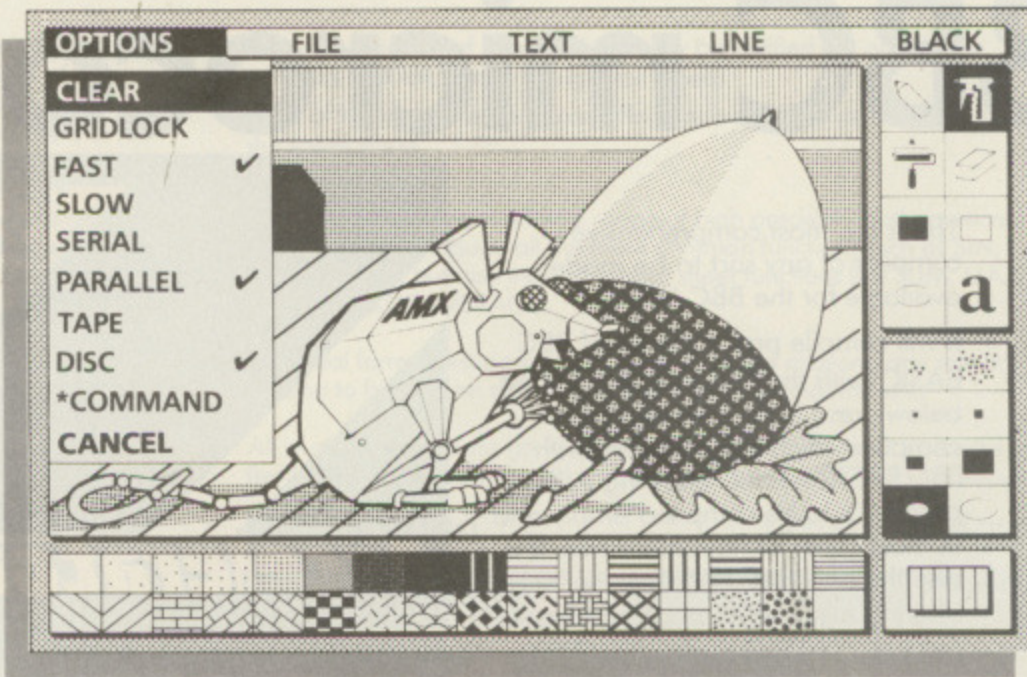 OPTIONS FILE TEXT LINE BLACK
CLEAR
GRIDLOCK
FAST ✓
SLOW
SERIAL
PARALLEL ✓
TAPE
DISC ✓
*COMMAND
CANCEL
AMX
a